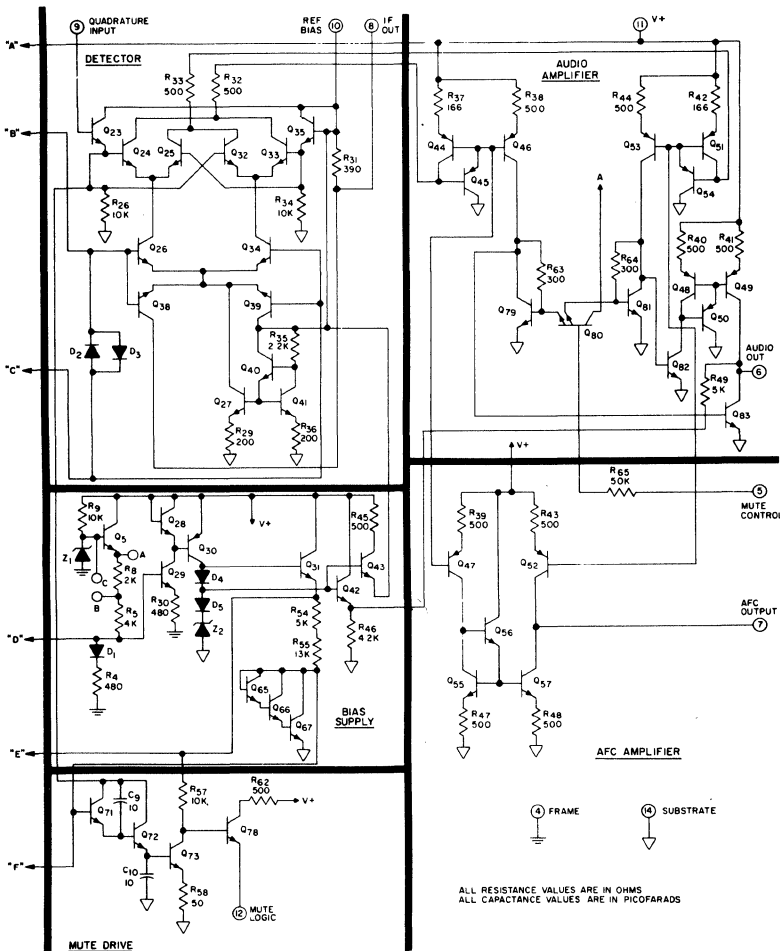 9 QUADRATURE INPUT
REF BIAS 10
8 IF OUT
11 V+
"A"
DETECTOR
AUDIO AMPLIFIER
R33 500
R32 500
R37 166
R38 500
R44 500
R42 166
Q23
Q24
Q25
Q32
Q33
Q35
Q44
Q46
Q53
Q51
"B"
R31 390
Q45
Q54
R26 10K
R34 10K
A
Q26
Q34
R40 500
R41 500
R63 300
R64 300
Q38
Q39
Q48
Q49
Q79
Q80
Q81
Q50
D2
D3
R35 2.2K
AUDIO OUT 6
Q40
Q82
R49 5K
"C"
Q27
Q41
Q83
R29 200
R36 200
V+
R65 50K
5 MUTE CONTROL
R9 10K
Q5
Q28
V+
R45 500
R39 500
R43 500
Z1
A
Q30
C
R8 2K
Q29
D4
Q31
Q43
Q47
Q52
B
Q42
AFC OUTPUT 7
R5 4K
R30 480
D5
R54 5K
Q56
"D"
Z2
R46 4.2K
D1
R55 13K
R4 480
Q55
Q57
Q65
Q66
Q67
BIAS SUPPLY
R47 500
R48 500
"E"
AFC AMPLIFIER
R62 500
V+
C9 10
R57 10K
Q71
Q72
Q78
4 FRAME
14 SUBSTRATE
Q73
"F"
C10 10
R58 50
12 MUTE LOGIC
ALL RESISTANCE VALUES ARE IN OHMS
ALL CAPACTANCE VALUES ARE IN PICOFARADS
MUTE DRIVE